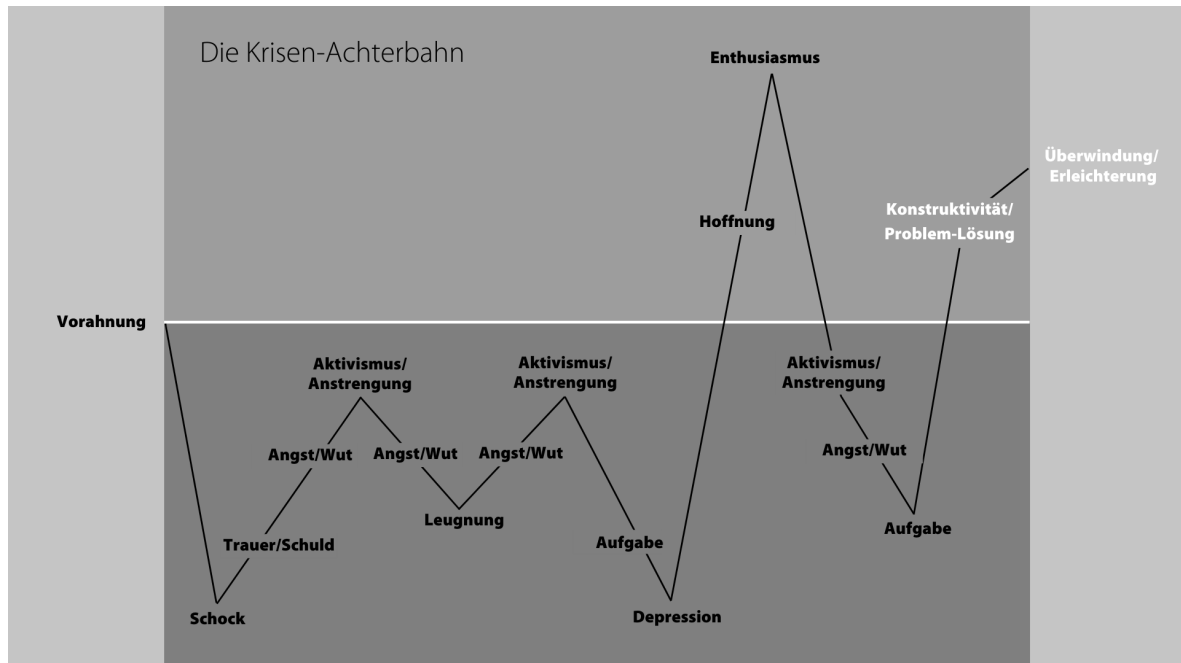 Die Krisen-Achterbahn
Vorahnung
Schock
Trauer/Schuld
Angst/Wut
Aktivismus/
Anstrengung
Angst/Wut
Leugnung
Angst/Wut
Aktivismus/
Anstrengung
Aufgabe
Depression
Hoffnung
Enthusiasmus
Aktivismus/
Anstrengung
Angst/Wut
Aufgabe
Konstruktivität/
Problem-Lösung
Überwindung/
Erleichterung